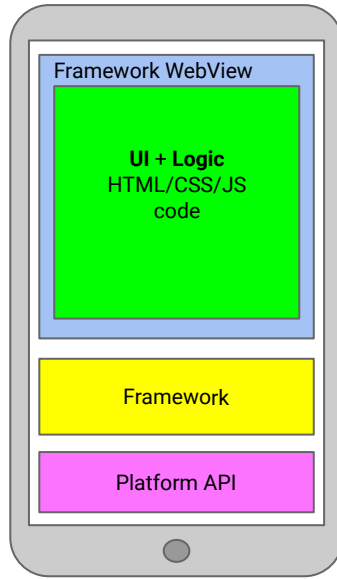 Framework WebView
UI + Logic
HTML/CSS/JS
code
Framework
Platform API